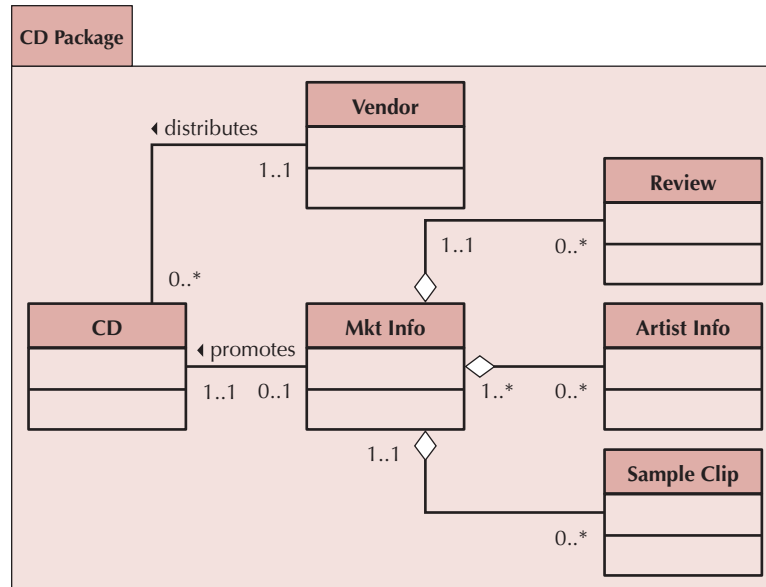 CD Package
Vendor
◂ distributes
1..1
Review
1..1
0..*
0..*
CD
Mkt Info
Artist Info
◂ promotes
1..1
0..1
1..*
0..*
1..1
Sample Clip
0..*